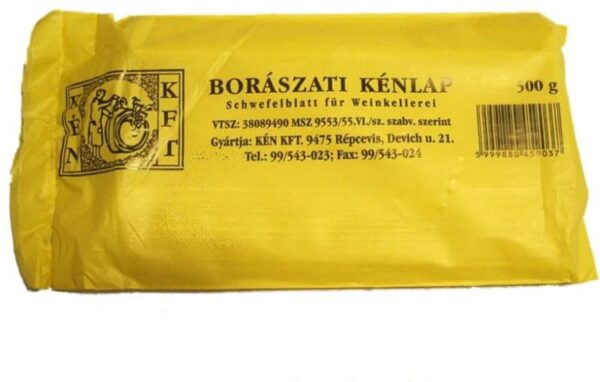 KÉN
KFT
BORÁSZATI KÉNLAP
500 g
Schwefelblatt für Weinkellerei
VTSZ: 38089490 MSZ 9553/55.VI./sz. szabv. szerint
Gyártja: KÉN KFT. 9475 Répcevis, Devich u. 21.
Tel.: 99/543-023; Fax: 99/543-024
5999880459037